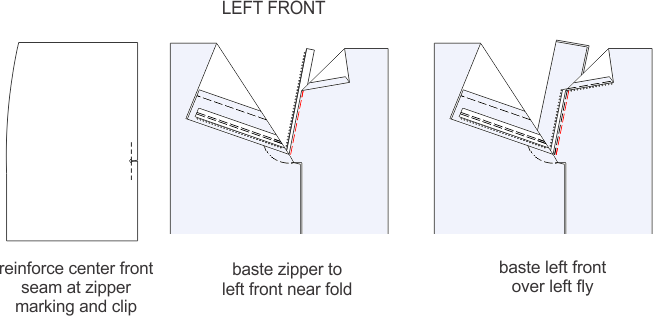 LEFT FRONT
reinforce center front
seam at zipper
marking and clip
baste zipper to
left front near fold
baste left front
over left fly